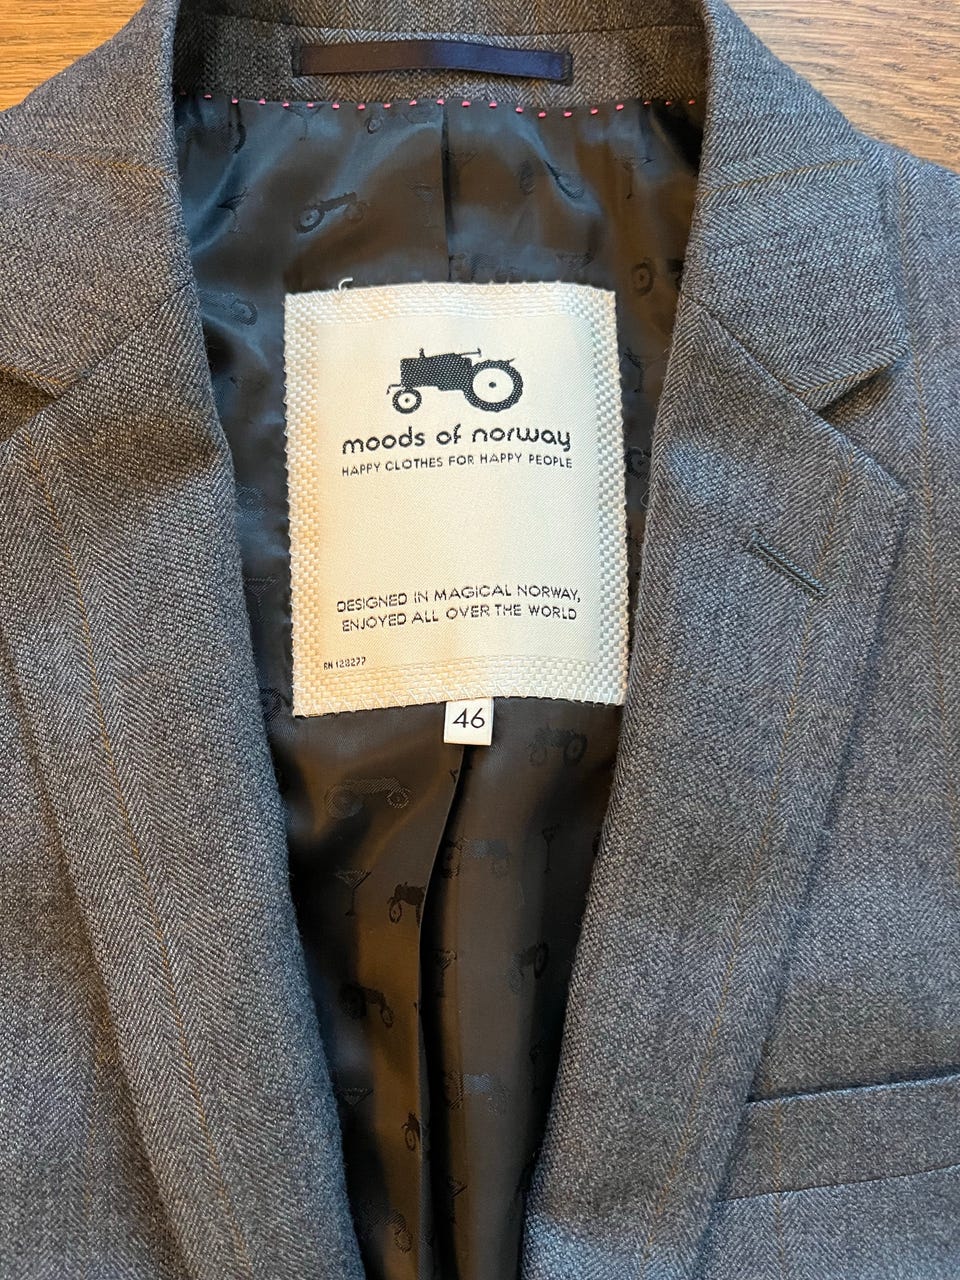 moods of norway
HAPPY CLOTHES FOR HAPPY PEOPLE
DESIGNED IN MAGICAL NORWAY,
ENJOYED ALL OVER THE WORLD
RN 128277
46